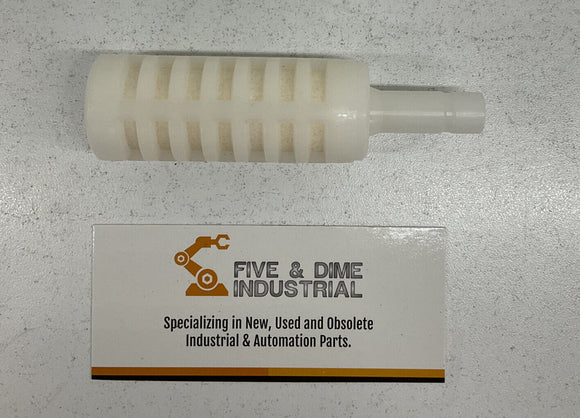 FIVE & DIME
INDUSTRIAL
Specializing in New, Used and Obsolete
Industrial & Automation Parts.